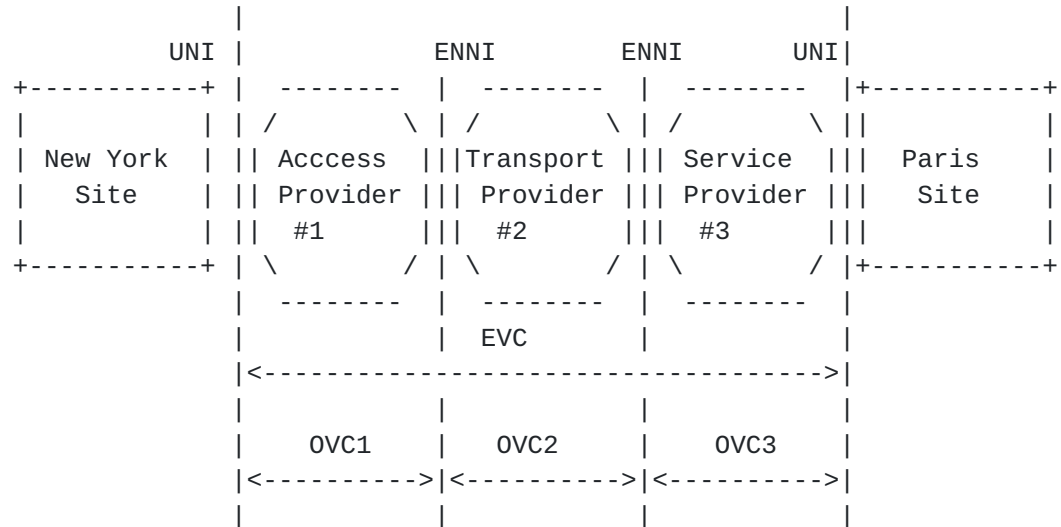 UNI ENNI ENNI UNI
New York Acccess Transport Service Paris
Site Provider Provider Provider Site
#1 #2 #3
EVC
OVC1 OVC2 OVC3